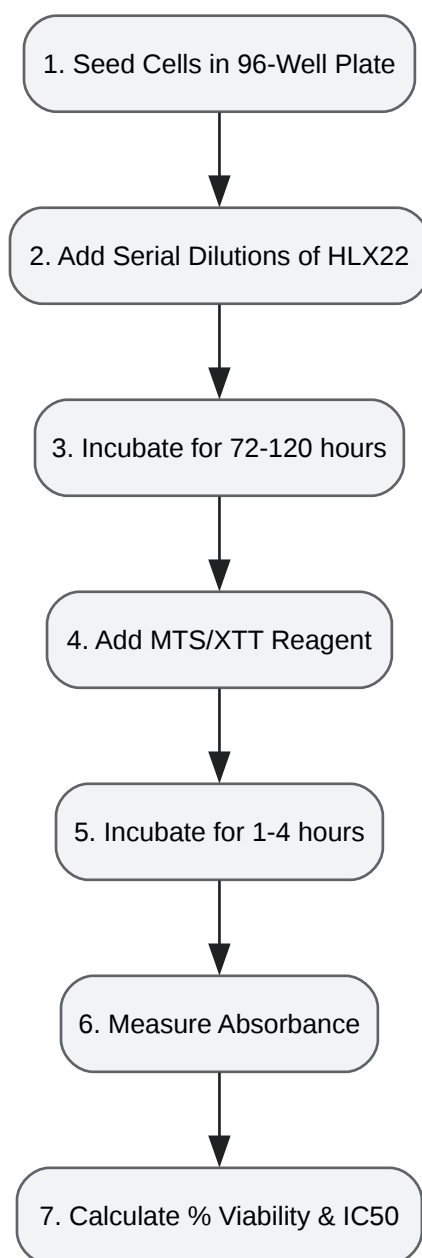 1. Seed Cells in 96-Well Plate
2. Add Serial Dilutions of HLX22
3. Incubate for 72-120 hours
4. Add MTS/XTT Reagent
5. Incubate for 1-4 hours
6. Measure Absorbance
7. Calculate % Viability & IC50